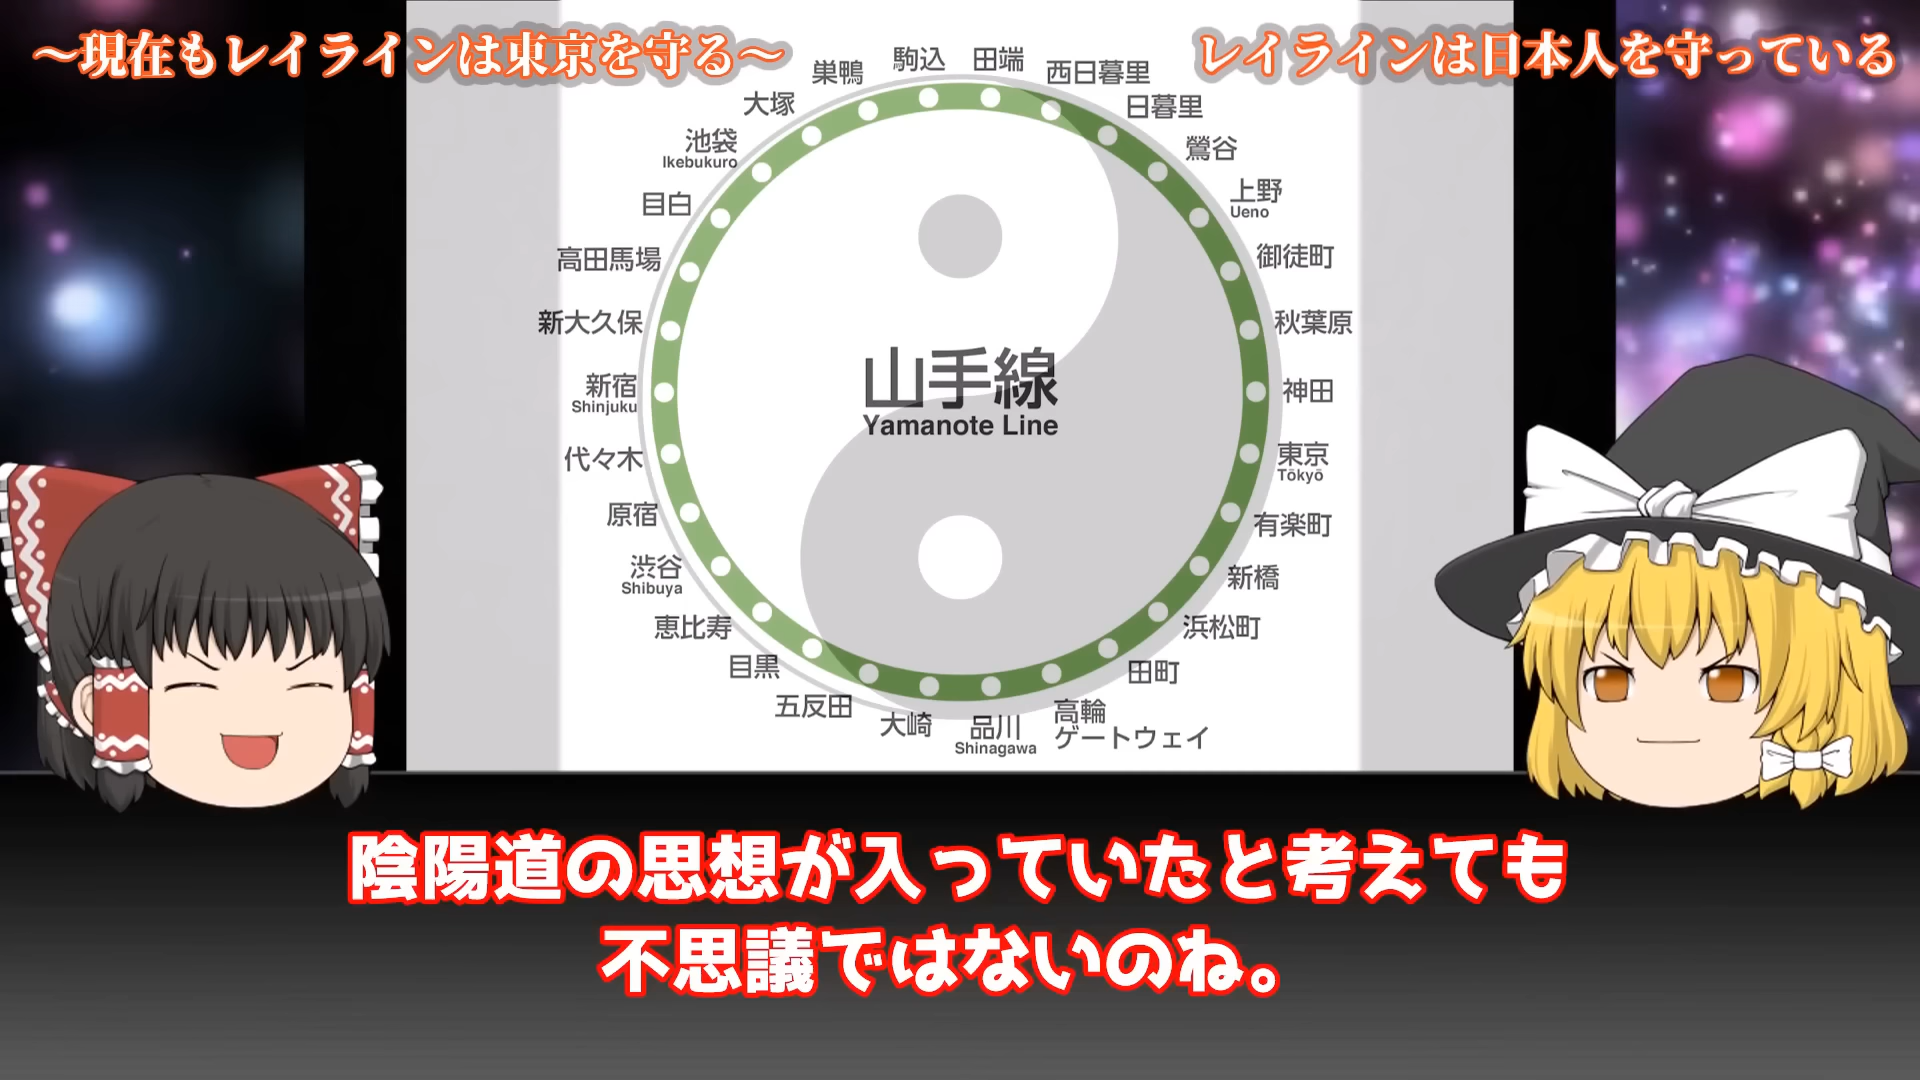 ～現在もレイラインは東京を守る～
レイラインは日本人を守っている
駒込
田端
巣鴨
西日暮里
大塚
日暮里
池袋
Ikebukuro
鶯谷
目白
上野
Ueno
高田馬場
御徒町
新大久保
秋葉原
新宿
Shinjuku
神田
山手線
Yamanote Line
代々木
東京
Tōkyō
原宿
有楽町
渋谷
Shibuya
新橋
恵比寿
浜松町
目黒
田町
五反田
大崎
品川
Shinagawa
高輪
ゲートウェイ
陰陽道の思想が入っていたと考えても
不思議ではないのね。